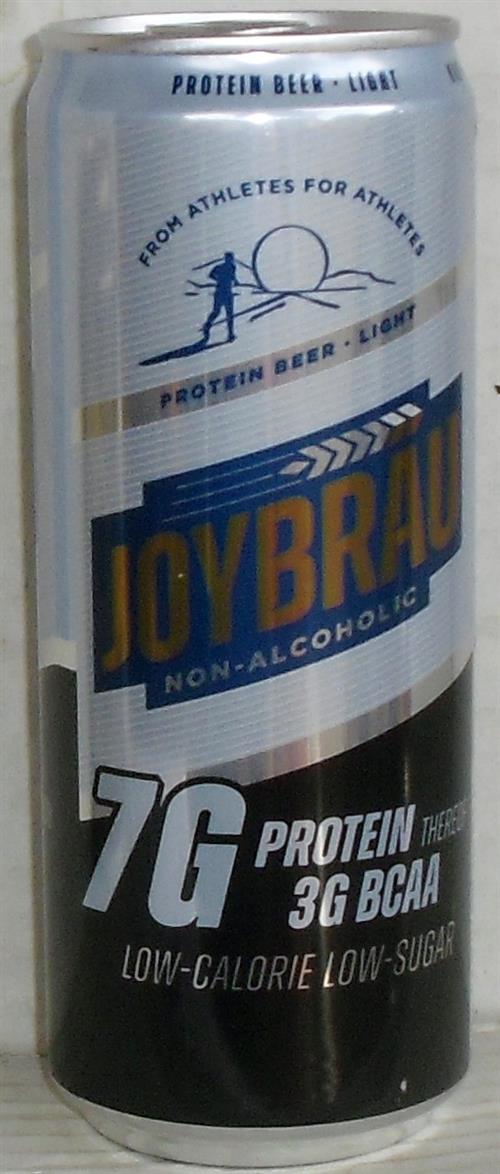 PROTEIN BEER · LIGHT
FROM ATHLETES FOR ATHLETES
PROTEIN BEER · LIGHT
JOYBRÄU
NON-ALCOHOLIC
7G PROTEIN
3G BCAA
LOW-CALORIE LOW-SUGAR